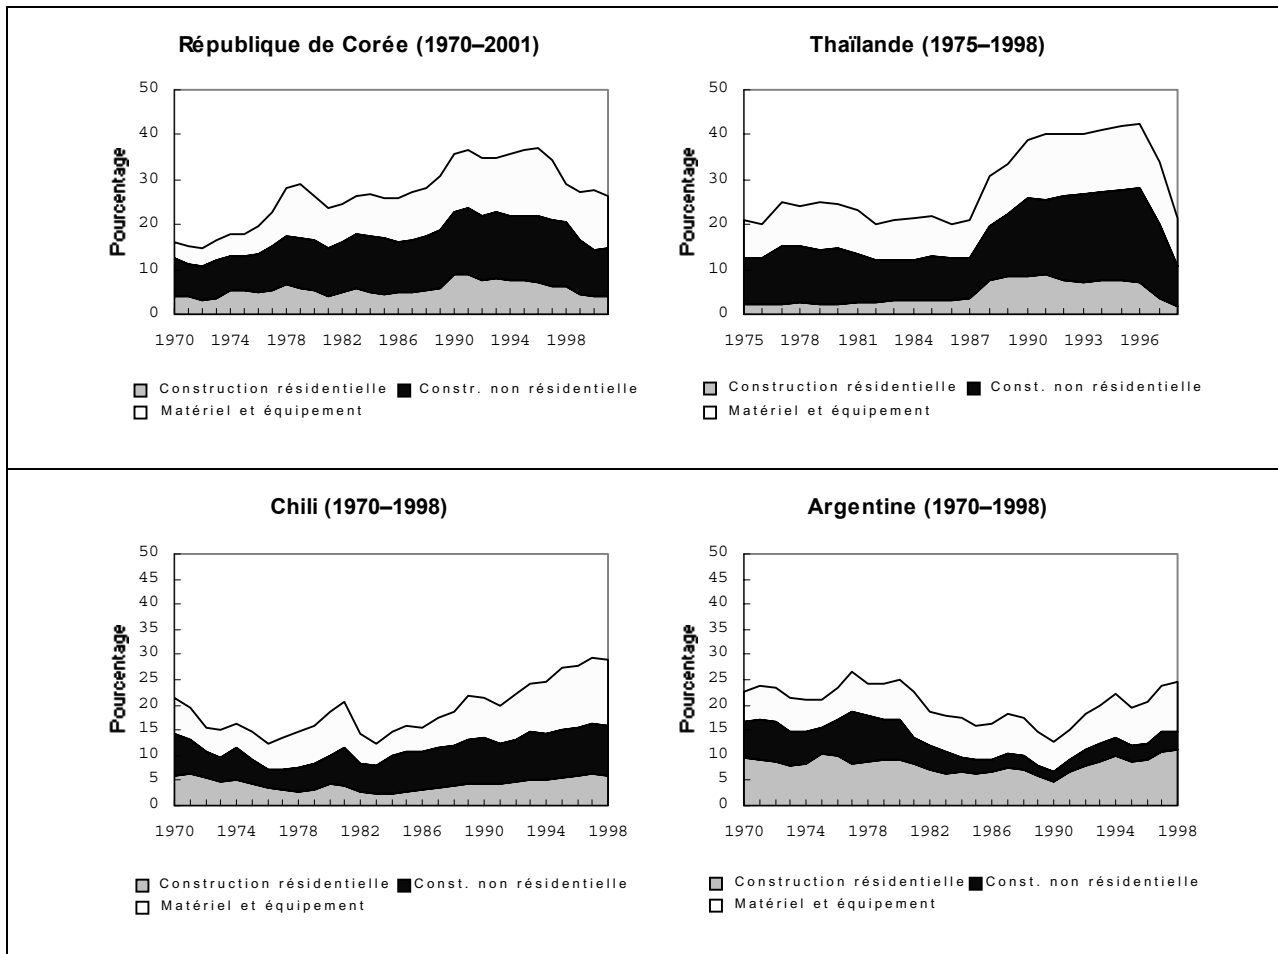 République de Corée (1970–2001)
Pourcentage
50
40
30
20
10
0
1970 1974 1978 1982 1986 1990 1994 1998
Construction résidentielle Constr. non résidentielle
Matériel et équipement
Thaïlande (1975–1998)
Pourcentage
50
40
30
20
10
0
1975 1978 1981 1984 1987 1990 1993 1996
Construction résidentielle Const. non résidentielle
Matériel et équipement
Chili (1970–1998)
Pourcentage
50
45
40
35
30
25
20
15
10
5
0
1970 1974 1978 1982 1986 1990 1994 1998
Construction résidentielle Const. non résidentielle
Matériel et équipement
Argentine (1970–1998)
Pourcentage
50
45
40
35
30
25
20
15
10
5
0
1970 1974 1978 1982 1986 1990 1994 1998
Construction résidentielle Const. non résidentielle
Matériel et équipement